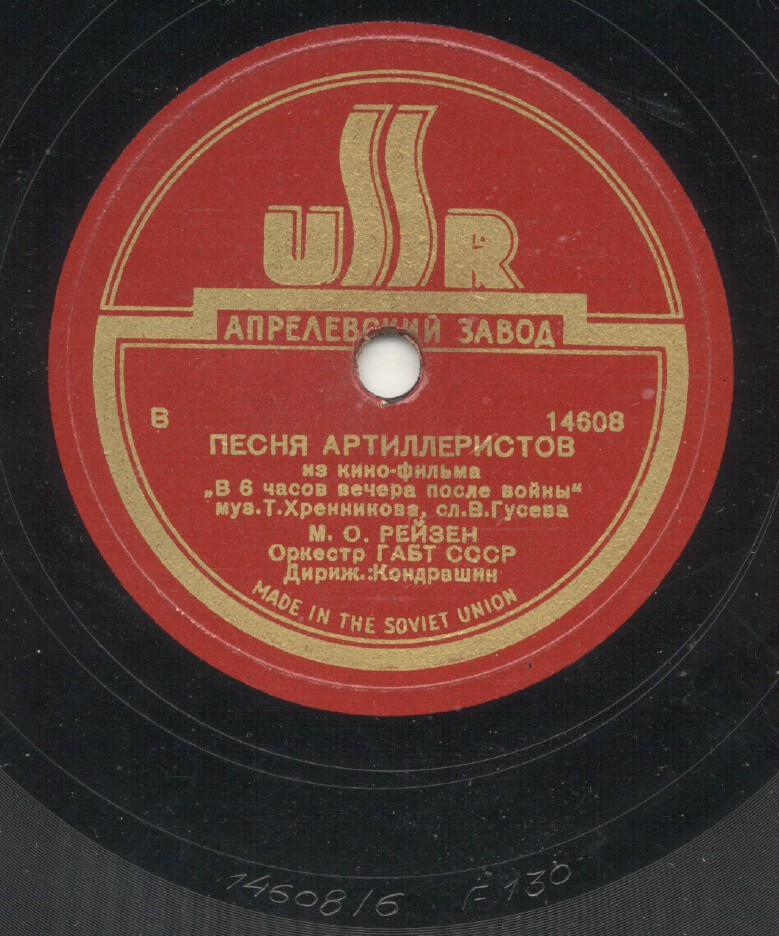 USSR
АПРЕЛЕВСКИЙ ЗАВОД
В 14608
ПЕСНЯ АРТИЛЛЕРИСТОВ
из кино-фильма
„В 6 часов вечера после войны“
муз.Т.Хренникова, сл.В.Гусева
М. О. РЕЙЗЕН
Оркестр ГАБТ СССР
Дириж.:Кондрашин
MADE IN THE SOVIET UNION
14608/6 F 130